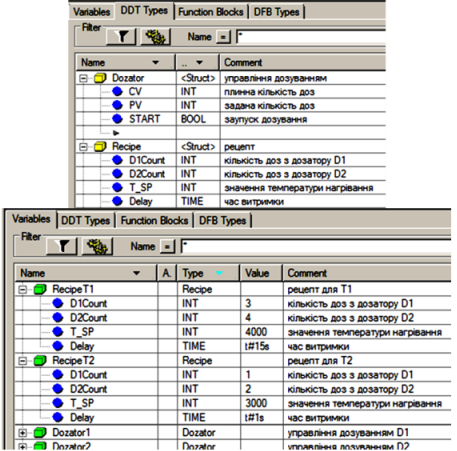 Variables DDT Types Function Blocks DFB Types
Filter
Name = *
Name .. Comment
Dozator <Struct> управління дозуванням
CV INT плинна кількість доз
PV INT задана кількість доз
START BOOL заупуск дозування
Recipe <Struct> рецепт
D1Count INT кількість доз з дозатору D1
D2Count INT кількість доз з дозатору D2
T_SP INT значення температури нагрівання
Delay TIME час витримки
Variables DDT Types Function Blocks DFB Types
Filter
Name = *
Name A. Type Value Comment
RecipeT1 Recipe рецепт для T1
D1Count INT 3 кількість доз з дозатору D1
D2Count INT 4 кількість доз з дозатору D2
T_SP INT 4000 значення температури нагрівання
Delay TIME t#15s час витримки
RecipeT2 Recipe рецепт для T2
D1Count INT 1 кількість доз з дозатору D1
D2Count INT 2 кількість доз з дозатору D2
T_SP INT 3000 значення температури нагрівання
Delay TIME t#1s час витримки
Dozator1 Dozator управління дозуванням D1
Dozator2 Dozator управління дозуванням D2